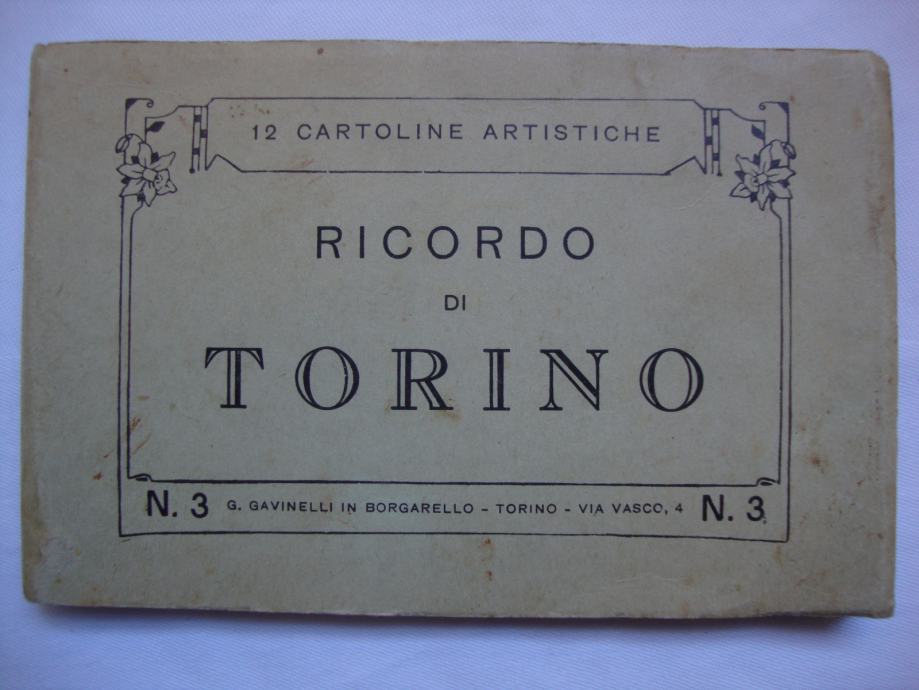 12 CARTOLINE ARTISTICHE
RICORDO
DI
TORINO
N. 3 G. GAVINELLI IN BORGARELLO - TORINO - VIA VASCO, 4 N. 3